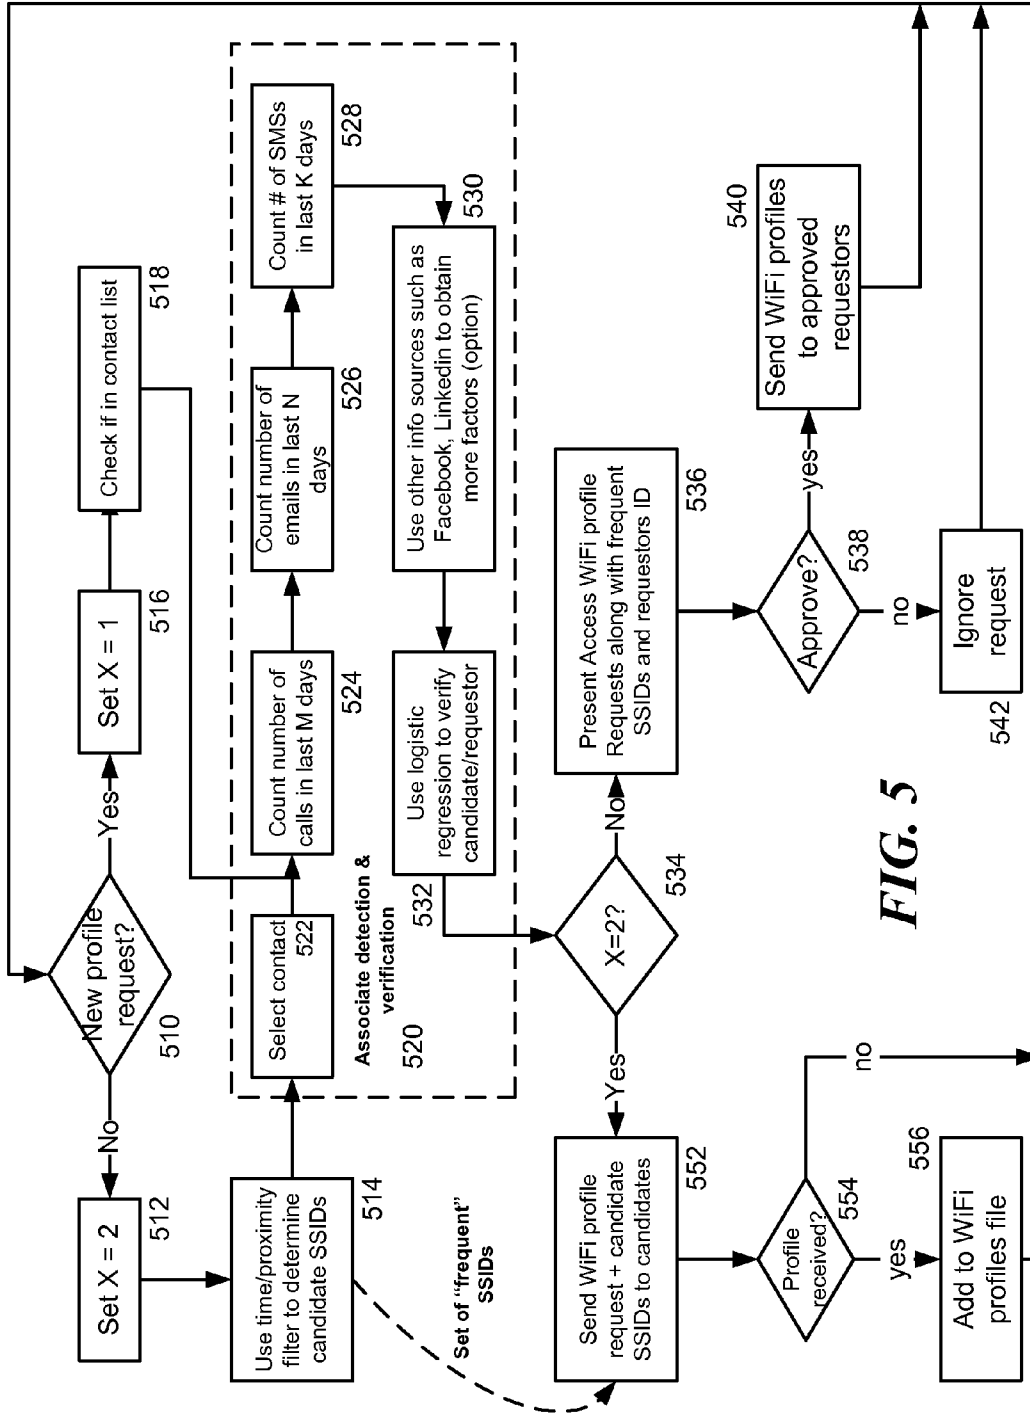 New profile
request?
510
No
Yes
Set X = 2
512
Set X = 1
516
Check if in contact list
518
Use time/proximity
filter to determine
candidate SSIDs
514
Set of "frequent"
SSIDs
Select contact
522
Count number of
calls in last M days
524
Count number of
emails in last N
days
526
Count # of SMSs
in last K days
528
Use other info sources such as
Facebook, Linkedin to obtain
more factors (option)
530
Use logistic
regression to verify
candidate/requestor
532
Associate detection &
verification
520
X=2?
534
Yes
No
Send WiFi profile
request + candidate
SSIDs to candidates
552
Present Access WiFi profile
Requests along with frequent
SSIDs and requestors ID
536
Profile
received?
554
no
yes
Add to WiFi
profiles file
556
Approve?
538
yes
no
Send WiFi profiles
to approved
requestors
540
Ignore
request
542
FIG. 5